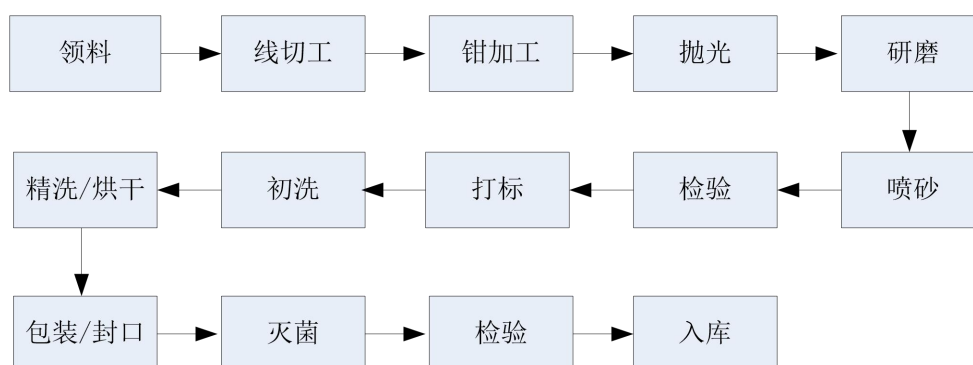 领料
线切工
钳加工
抛光
研磨
喷砂
检验
打标
初洗
精洗/烘干
包装/封口
灭菌
检验
入库